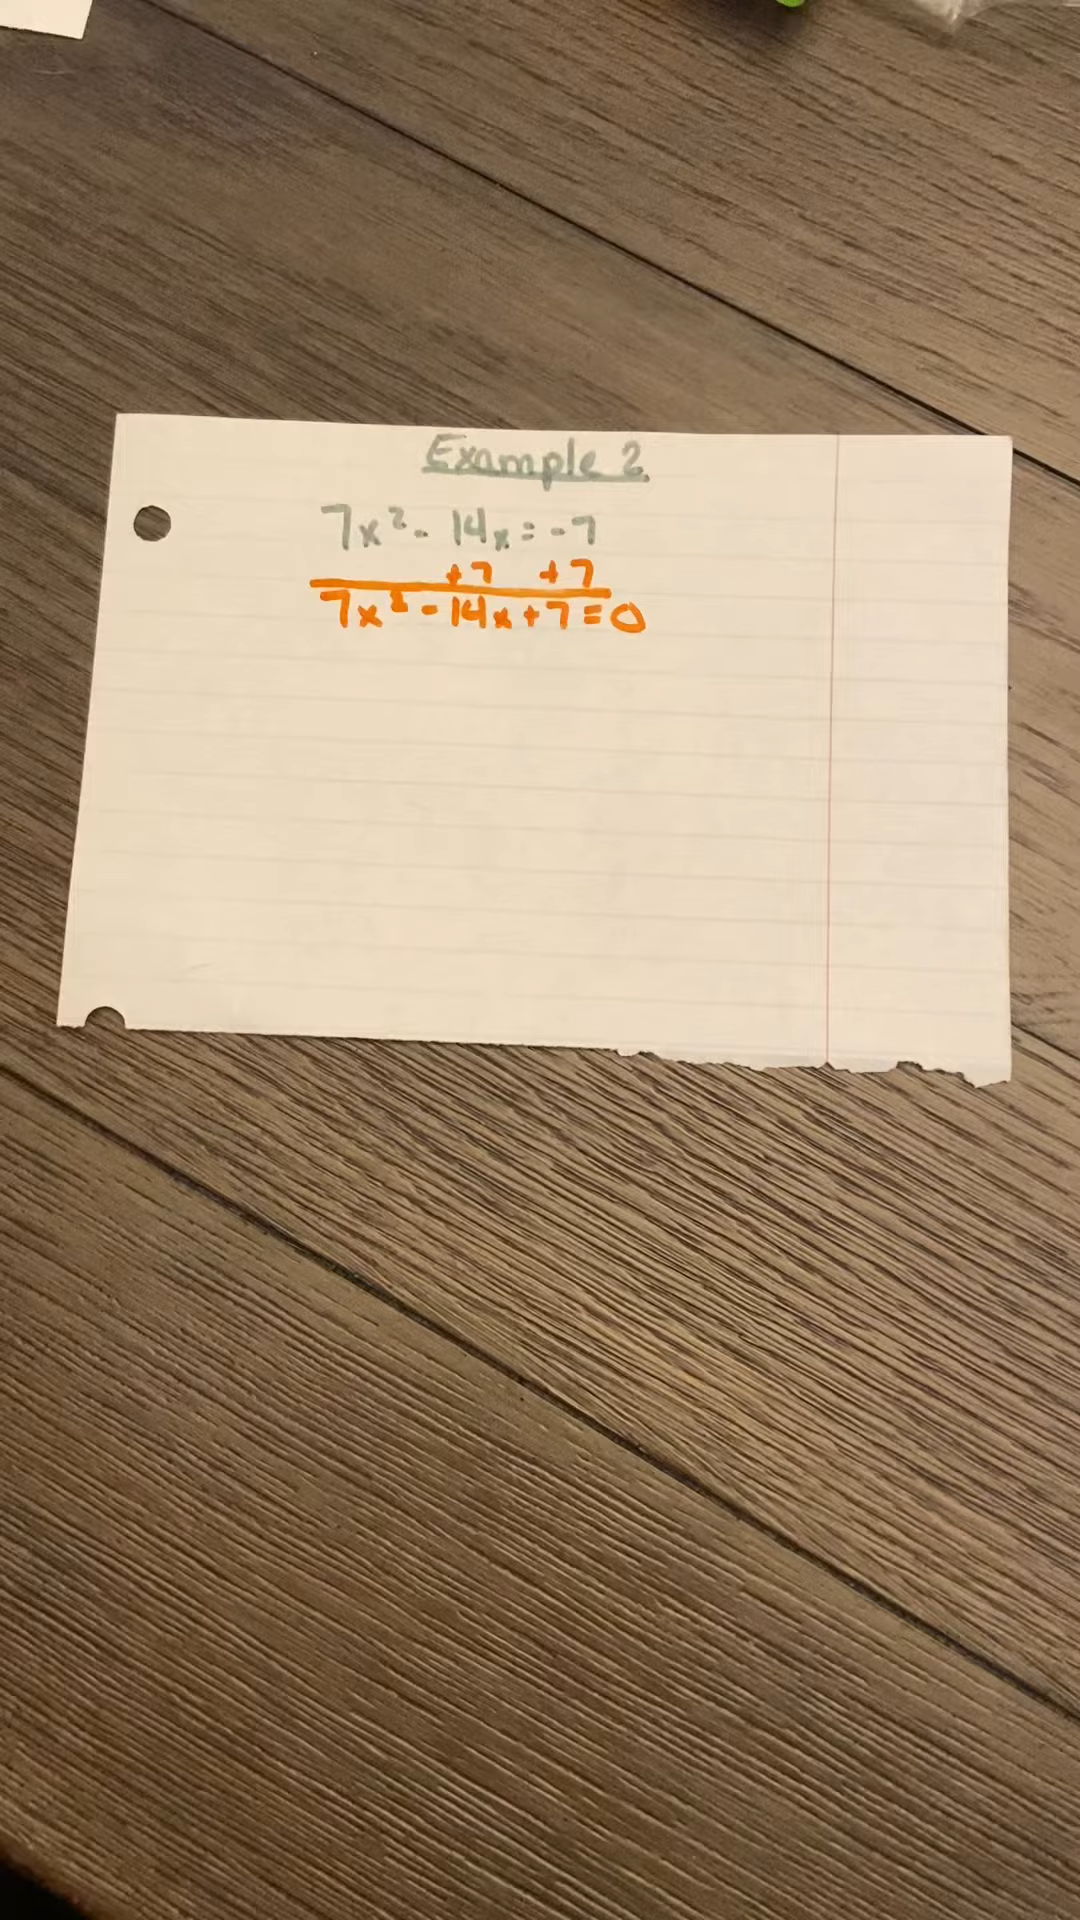 Example 2
7x² - 14x = -7
+7 +7
7x² - 14x + 7 = 0